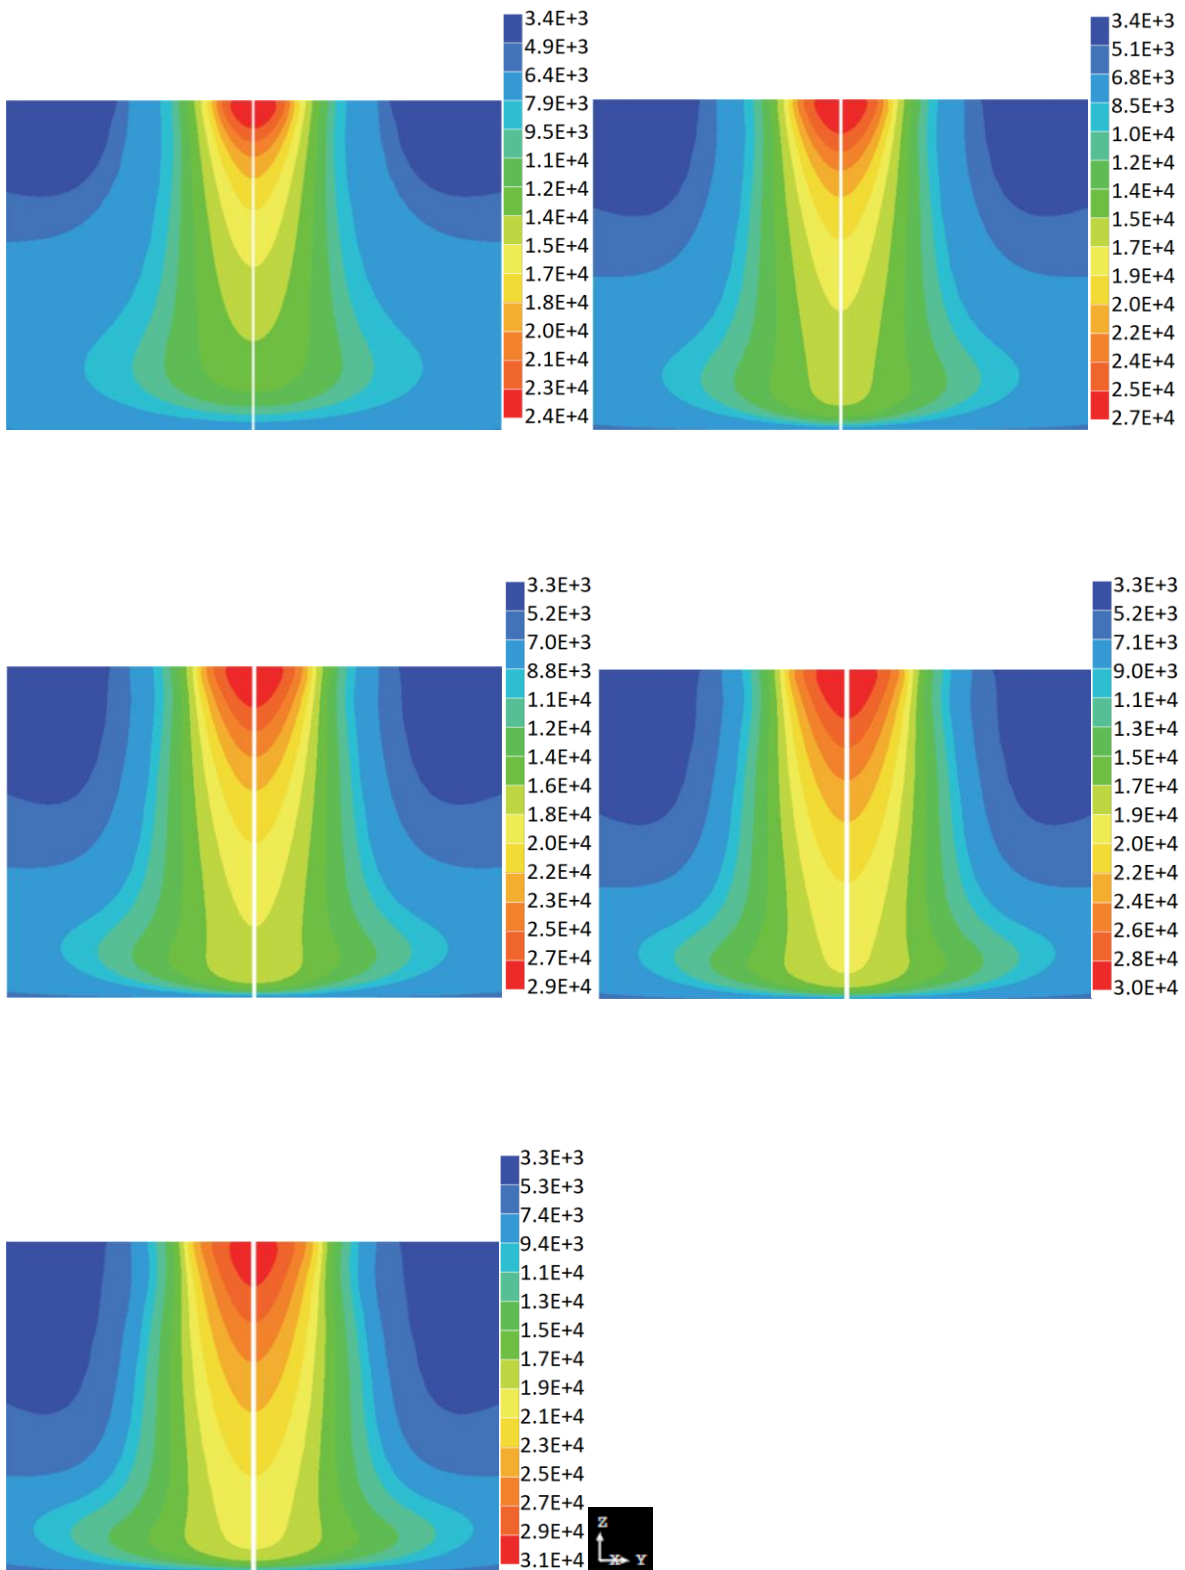 3.4E+3
4.9E+3
6.4E+3
7.9E+3
9.5E+3
1.1E+4
1.2E+4
1.4E+4
1.5E+4
1.7E+4
1.8E+4
2.0E+4
2.1E+4
2.3E+4
2.4E+4
3.4E+3
5.1E+3
6.8E+3
8.5E+3
1.0E+4
1.2E+4
1.4E+4
1.5E+4
1.7E+4
1.9E+4
2.0E+4
2.2E+4
2.4E+4
2.5E+4
2.7E+4
3.3E+3
5.2E+3
7.0E+3
8.8E+3
1.1E+4
1.2E+4
1.4E+4
1.6E+4
1.8E+4
2.0E+4
2.2E+4
2.3E+4
2.5E+4
2.7E+4
2.9E+4
3.3E+3
5.2E+3
7.1E+3
9.0E+3
1.1E+4
1.3E+4
1.5E+4
1.7E+4
1.9E+4
2.0E+4
2.2E+4
2.4E+4
2.6E+4
2.8E+4
3.0E+4
3.3E+3
5.3E+3
7.4E+3
9.4E+3
1.1E+4
1.3E+4
1.5E+4
1.7E+4
1.9E+4
2.1E+4
2.3E+4
2.5E+4
2.7E+4
2.9E+4
3.1E+4
Z
X Y